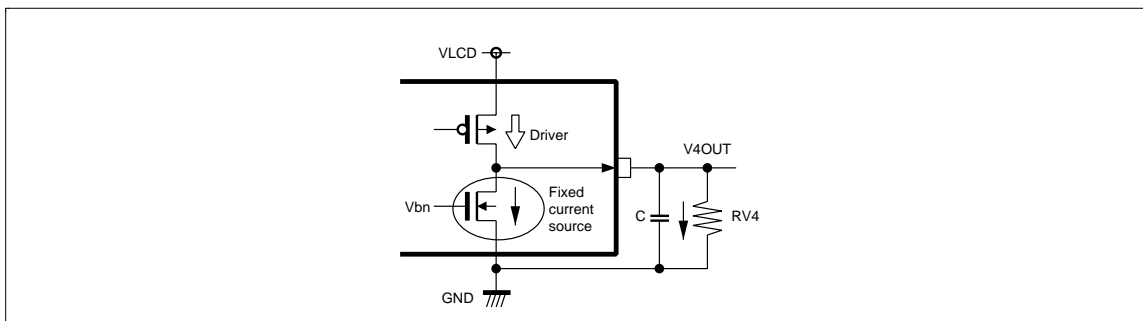 VLCD
Driver
V4OUT
Vbn
Fixed
current
source
C
RV4
GND